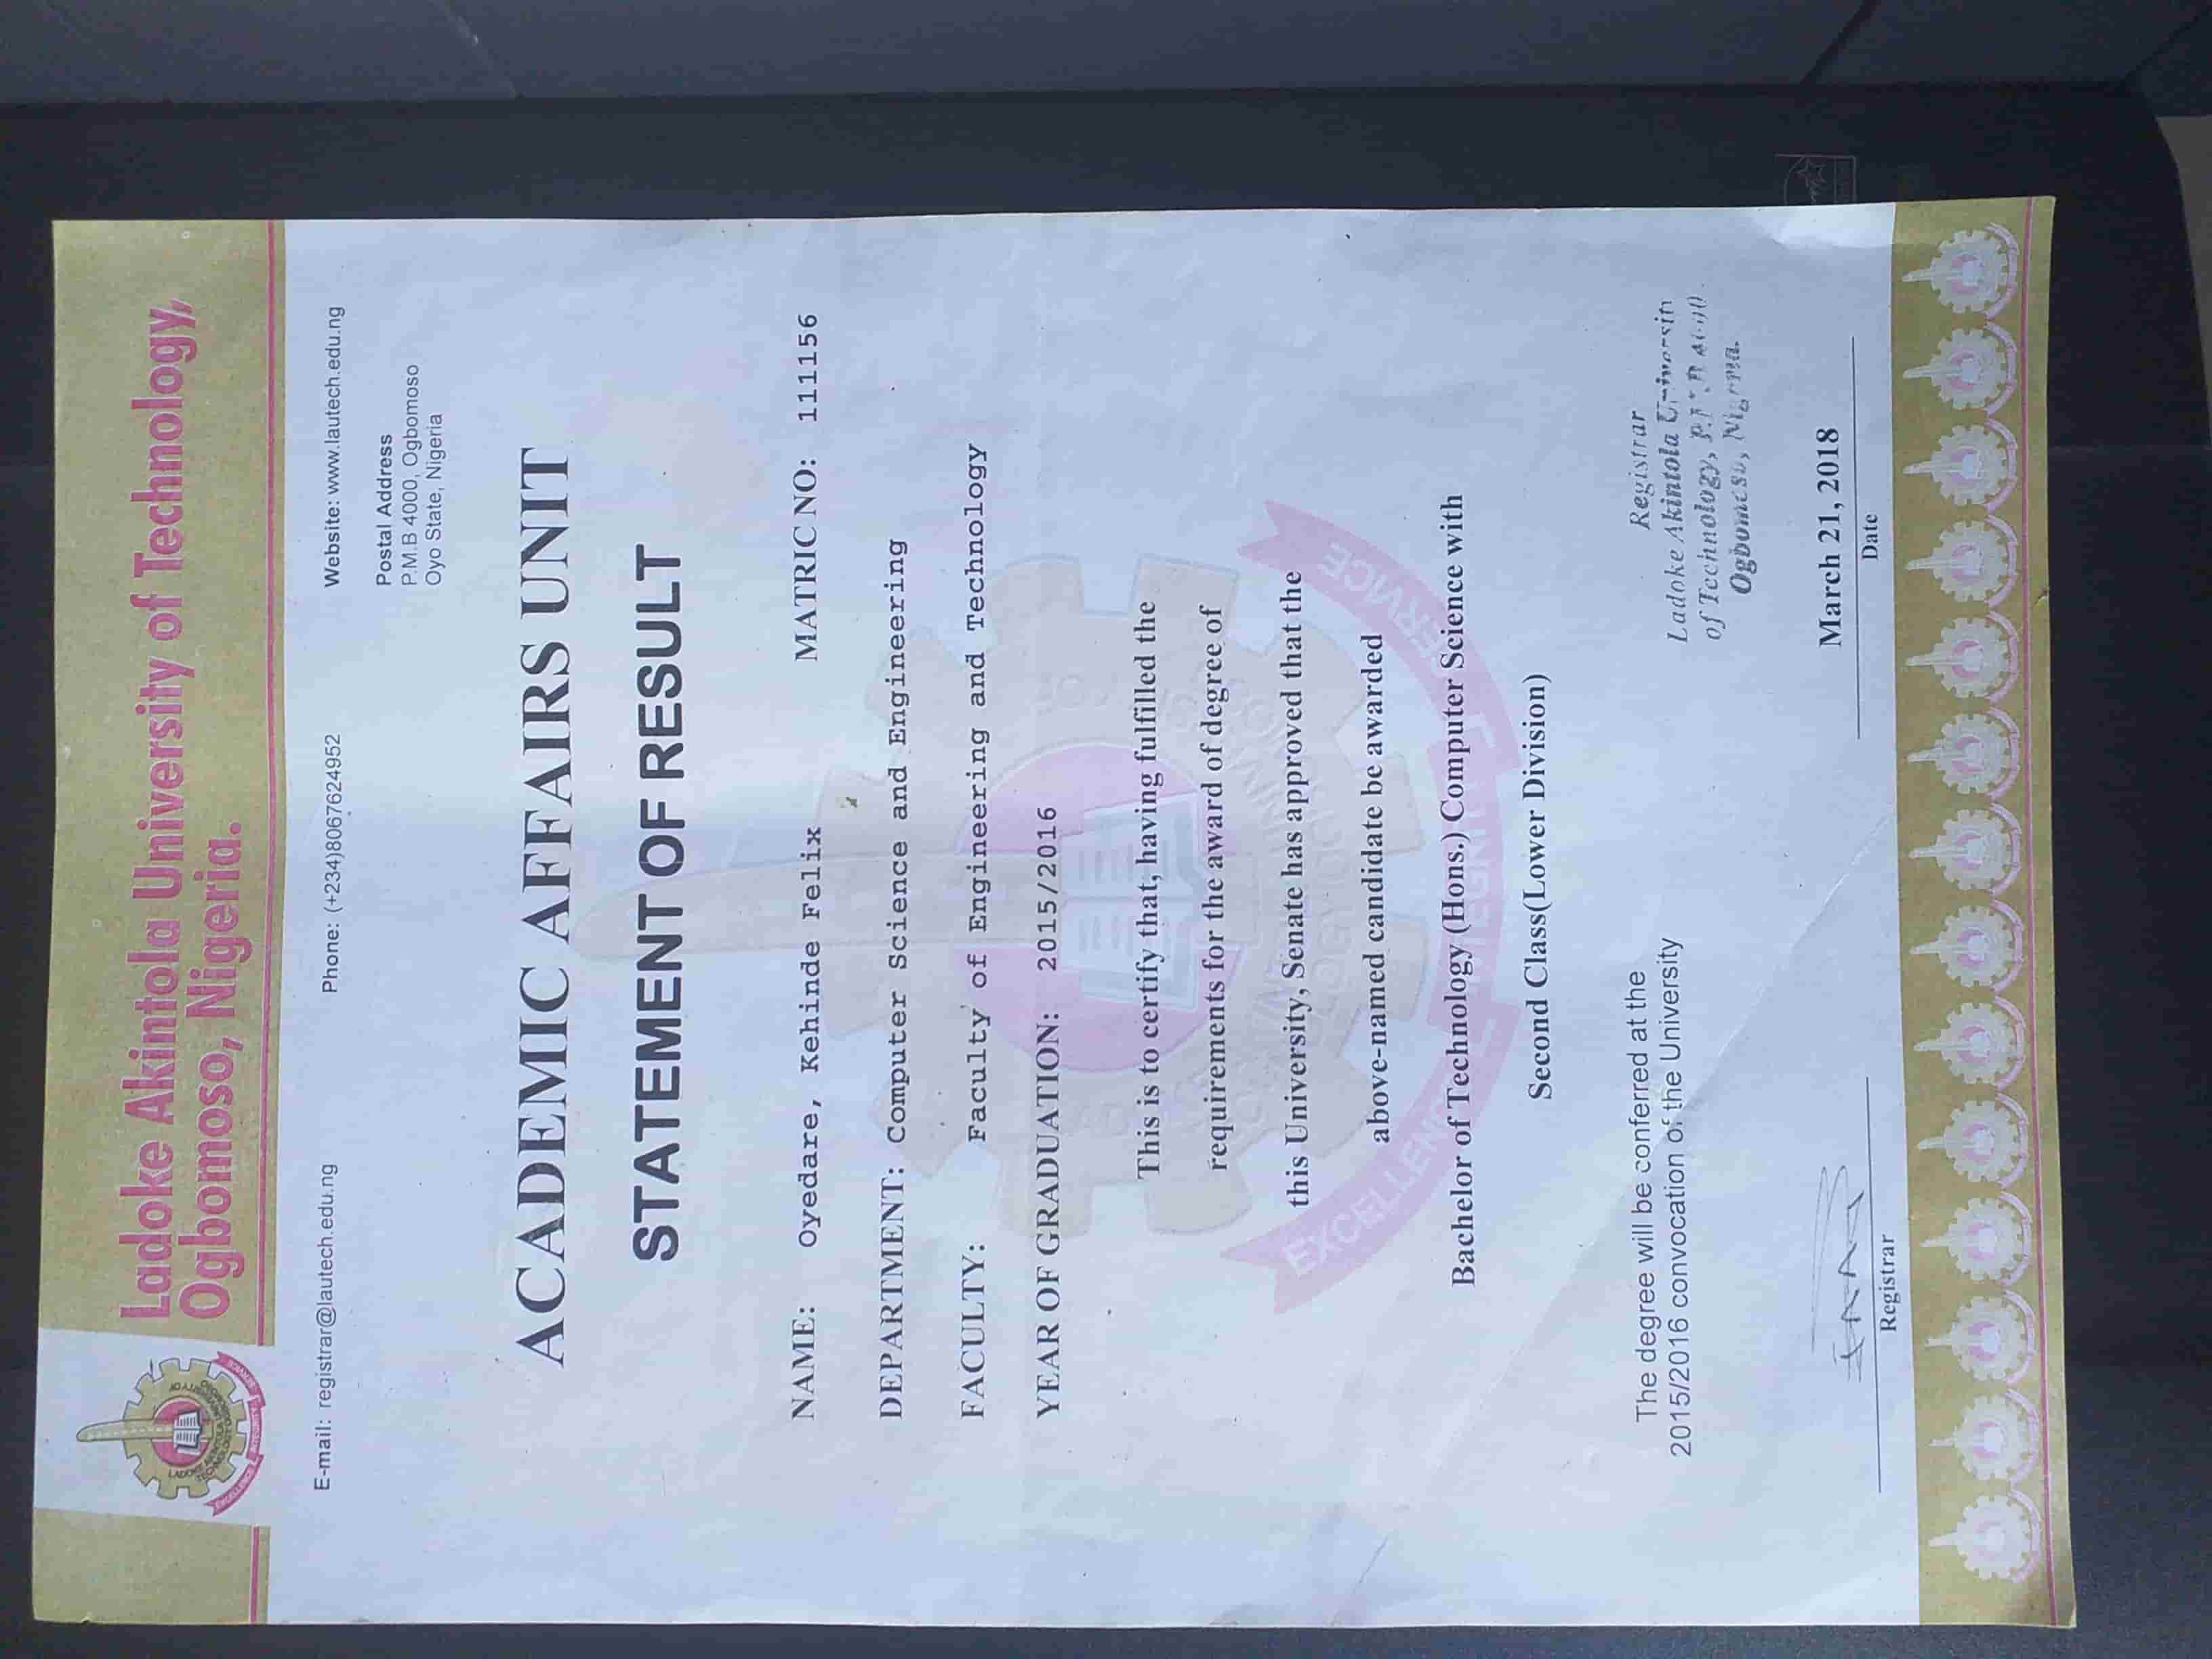 Ladoke Akintola University of Technology,
Ogbomoso, Nigeria.
E-mail: registrar@lautech.edu.ng Phone: (+234)8067624952 Website: www.lautech.edu.ng
Postal Address
P.M.B 4000, Ogbomoso
Oyo State, Nigeria
ACADEMIC AFFAIRS UNIT
STATEMENT OF RESULT
NAME: Oyedare, Kehinde Felix MATRIC NO: 111156
DEPARTMENT: Computer Science and Engineering
FACULTY: Faculty of Engineering and Technology
YEAR OF GRADUATION: 2015/2016
This is to certify that, having fulfilled the
requirements for the award of degree of
this University, Senate has approved that the
above-named candidate be awarded
Bachelor of Technology (Hons.) Computer Science with
Second Class(Lower Division)
The degree will be conferred at the
2015/2016 convocation of the University
Registrar
Ladoke Akintola
of Technology,
Ogbomoso, Nigeria.
March 21, 2018
Registrar Date
EXCELLENCE INTEGRITY SERVICE